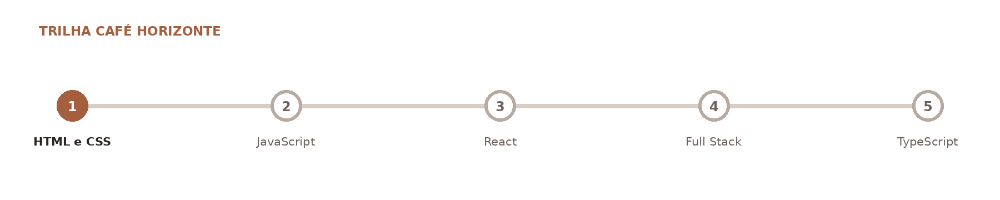 TRILHA CAFÉ HORIZONTE
1 2 3 4 5
HTML e CSS JavaScript React Full Stack TypeScript